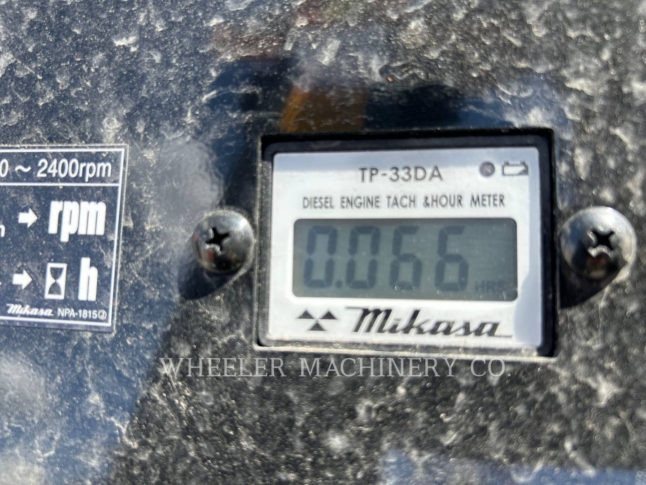 0 ~ 2400rpm
→ rpm
→ h
Mikasa NPA-1815
TP-33DA
DIESEL ENGINE TACH &HOUR METER
0.066
HRS
Mikasa
WHEELER MACHINERY CO.